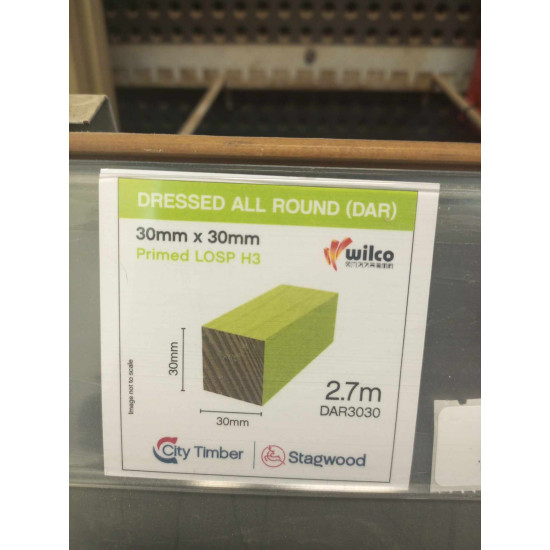 DRESSED ALL ROUND (DAR)
30mm x 30mm
Primed LOSP H3
wilco
30mm
30mm
Image not to scale
2.7m
DAR3030
City Timber
Stagwood